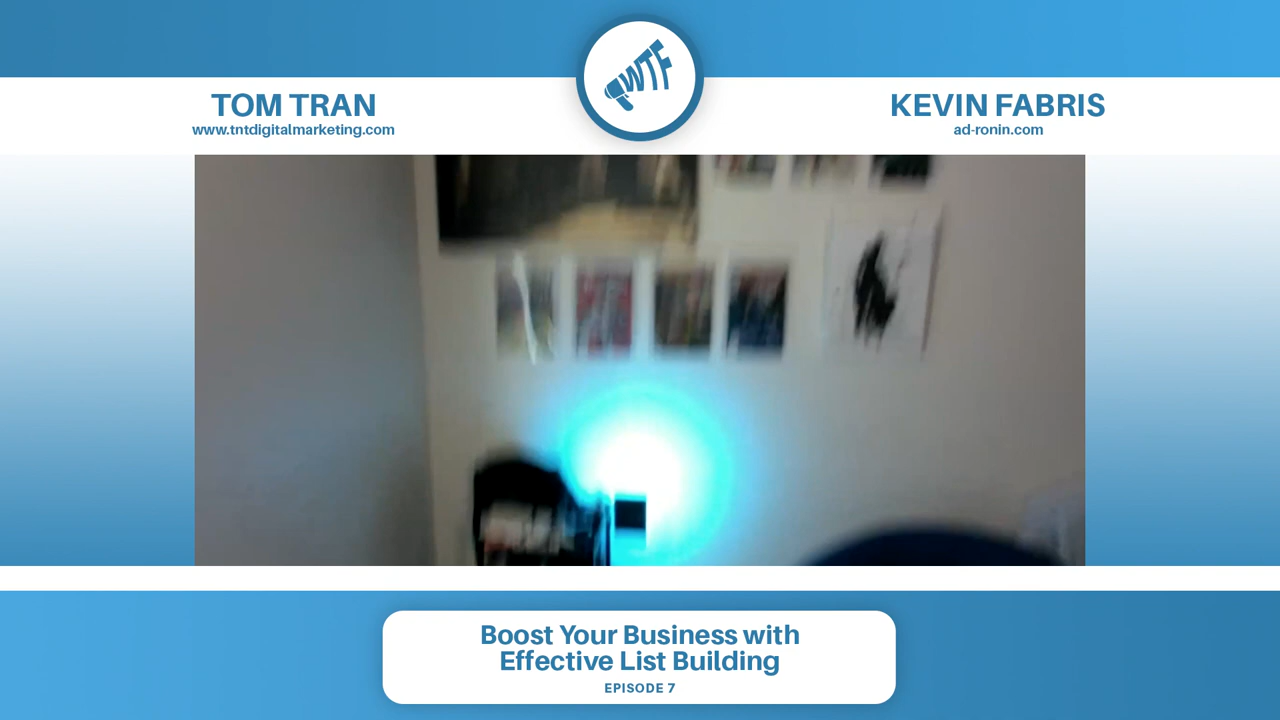 WTF
TOM TRAN
www.tntdigitalmarketing.com
KEVIN FABRIS
ad-ronin.com
Boost Your Business with
Effective List Building
EPISODE 7